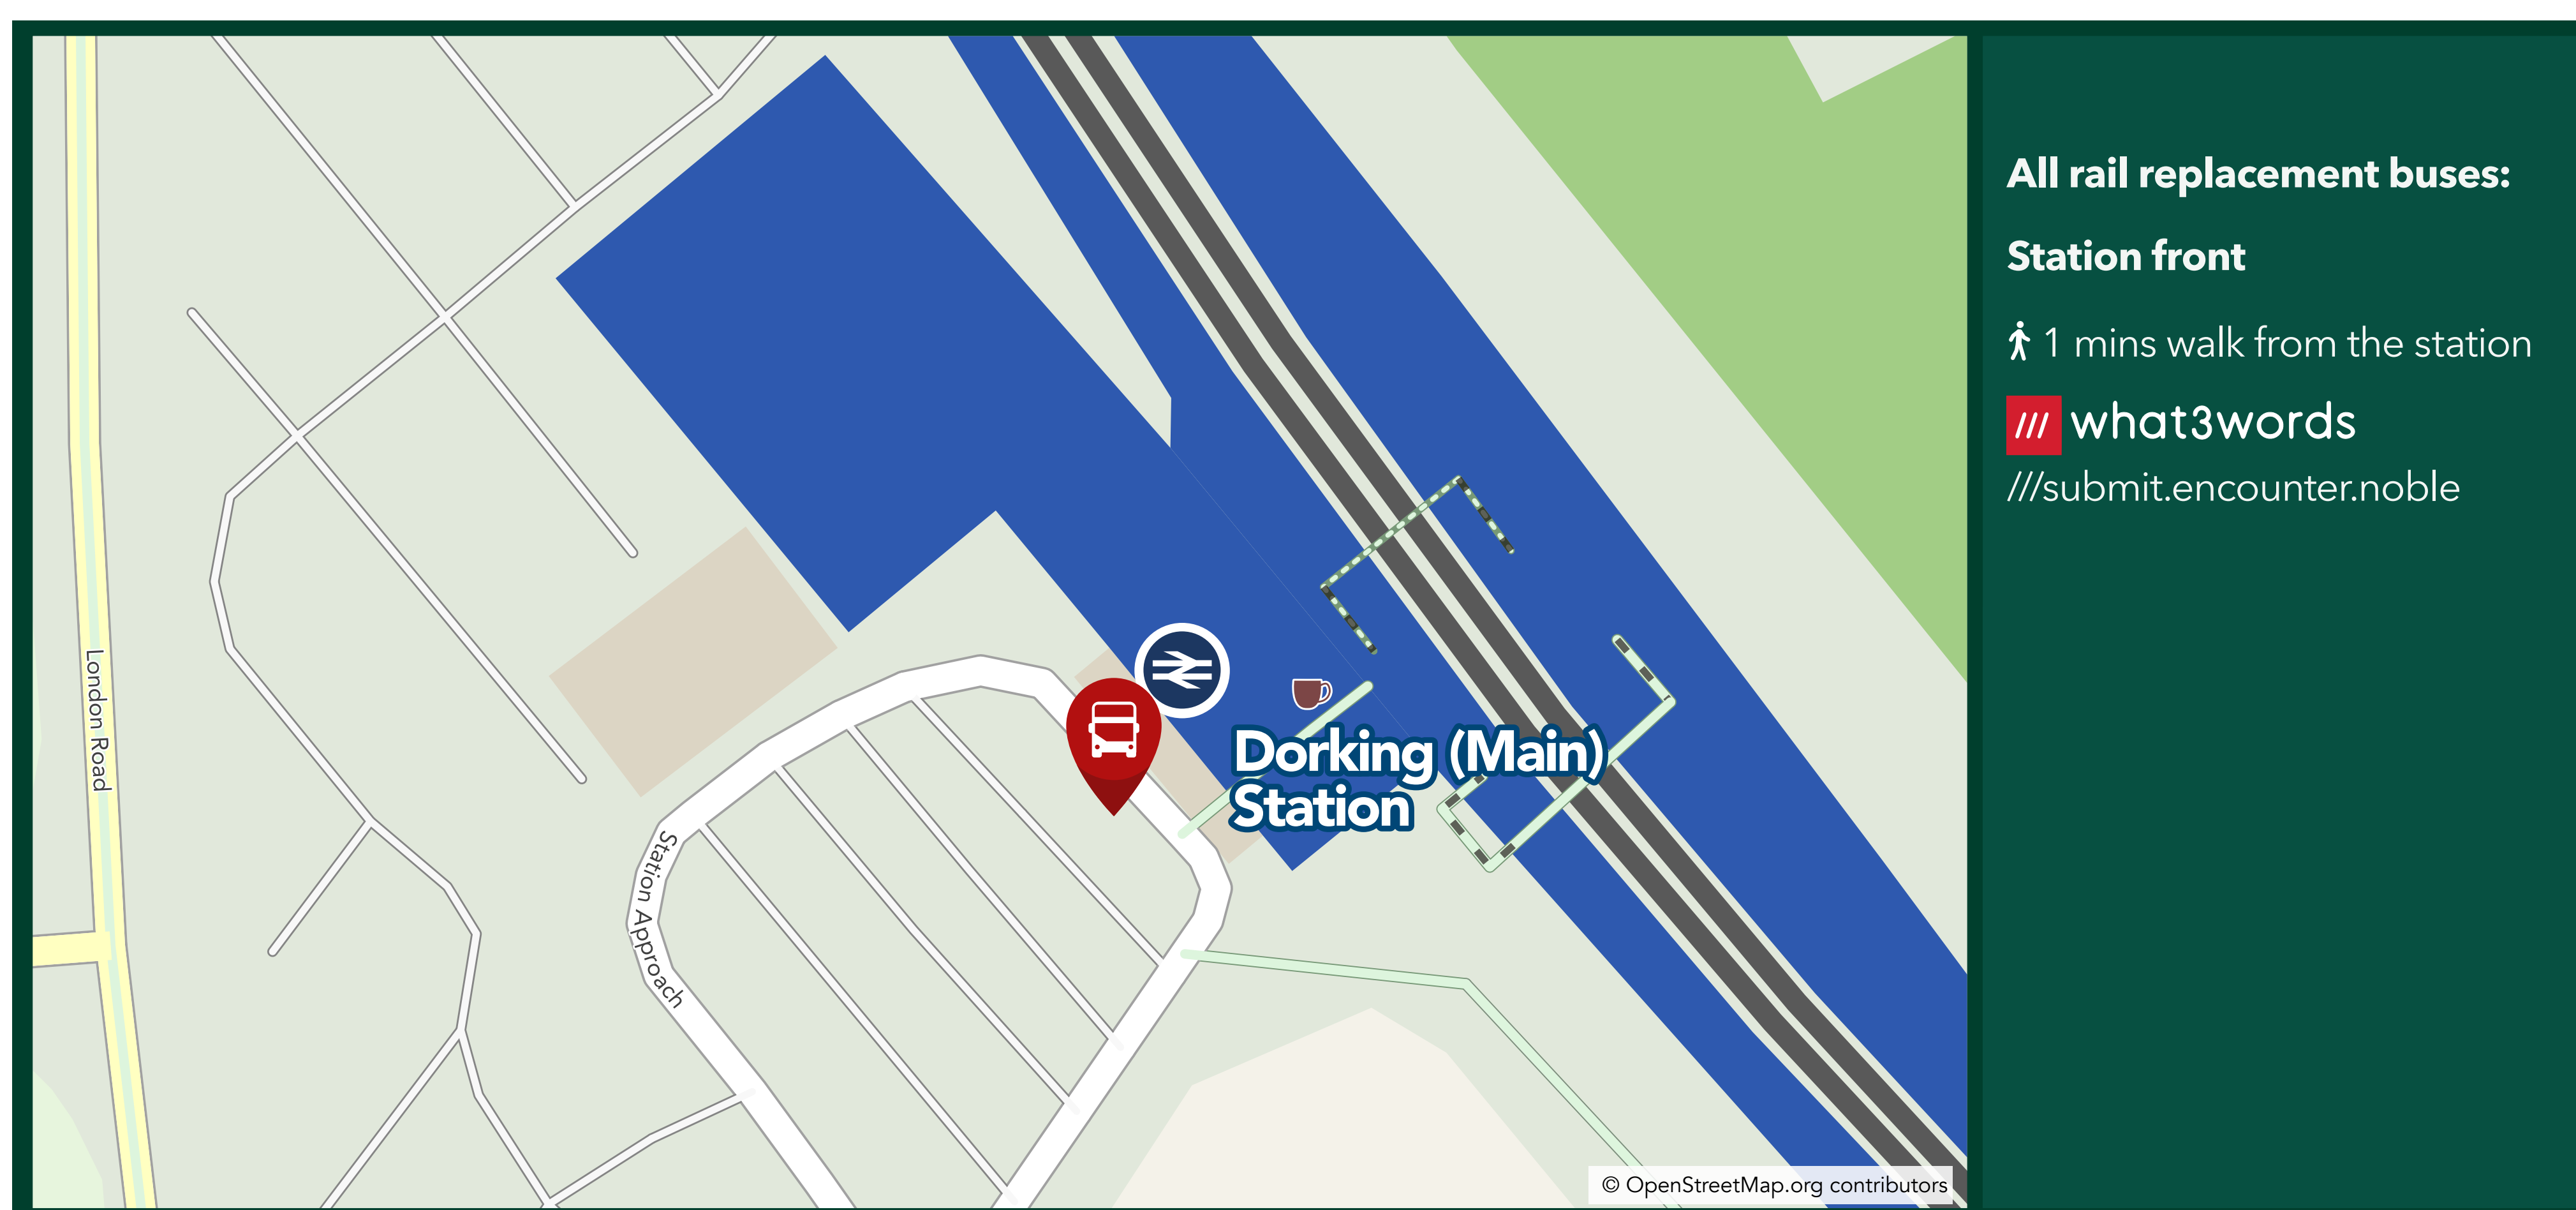 London Road
Station Approach
Dorking (Main)
Station
© OpenStreetMap.org contributors
All rail replacement buses:
Station front
1 mins walk from the station
/// what3words
///submit.encounter.noble